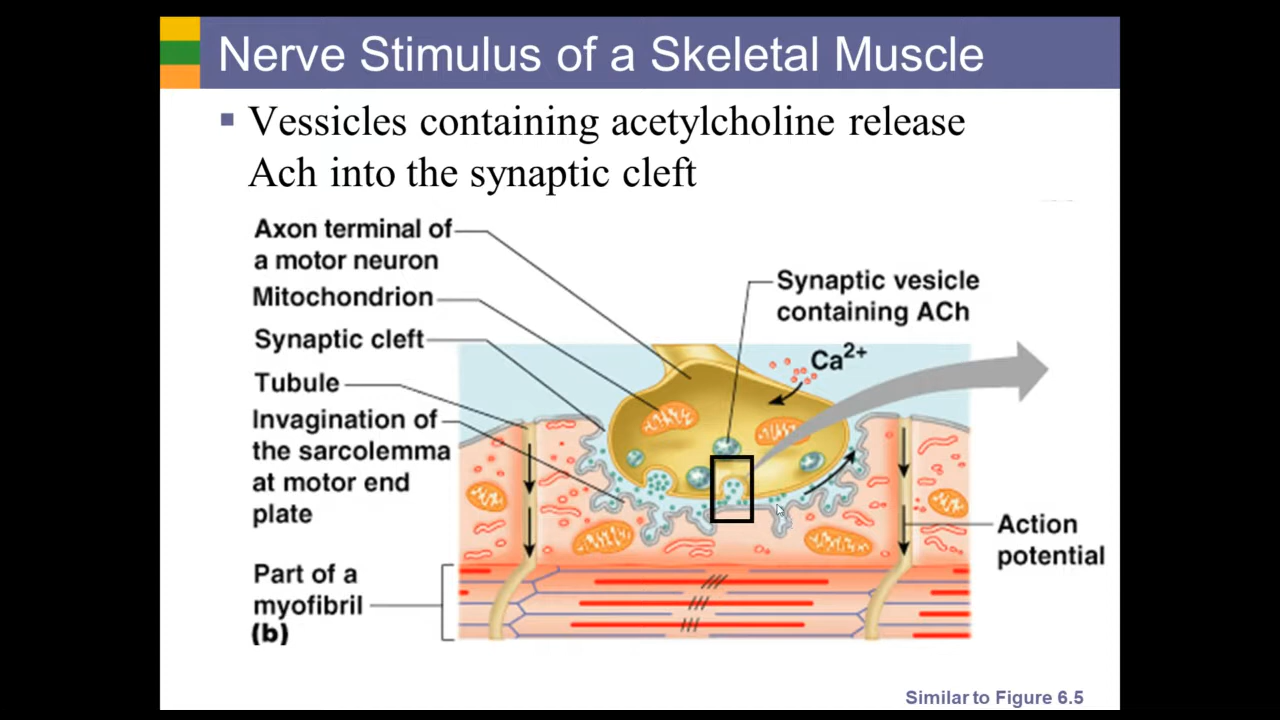 Nerve Stimulus of a Skeletal Muscle
Vessicles containing acetylcholine release
Ach into the synaptic cleft
Axon terminal of
a motor neuron
Mitochondrion
Synaptic cleft
Tubule
Invagination of
the sarcolemma
at motor end
plate
Part of a
myofibril
(b)
Synaptic vesicle
containing ACh
Ca2+
Action
potential
Similar to Figure 6.5